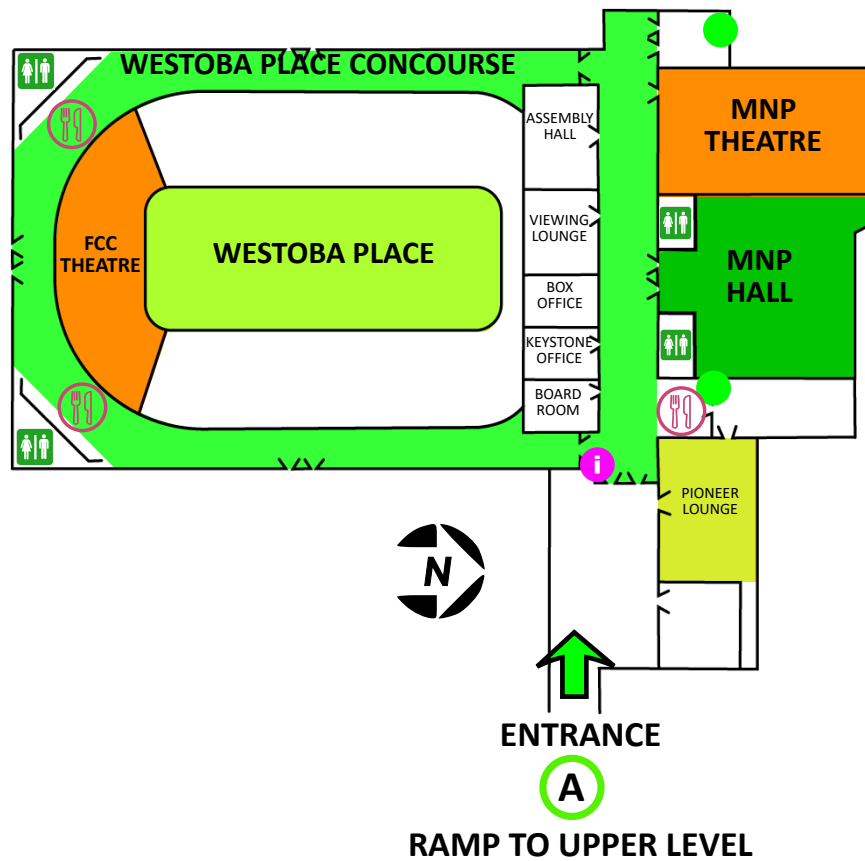 WESTOBA PLACE CONCOURSE
MNP
THEATRE
ASSEMBLY
HALL
VIEWING
LOUNGE
FCC
THEATRE
WESTOBA PLACE
MNP
HALL
BOX
OFFICE
KEYSTONE
OFFICE
BOARD
ROOM
i
PIONEER
LOUNGE
N
ENTRANCE
A
RAMP TO UPPER LEVEL